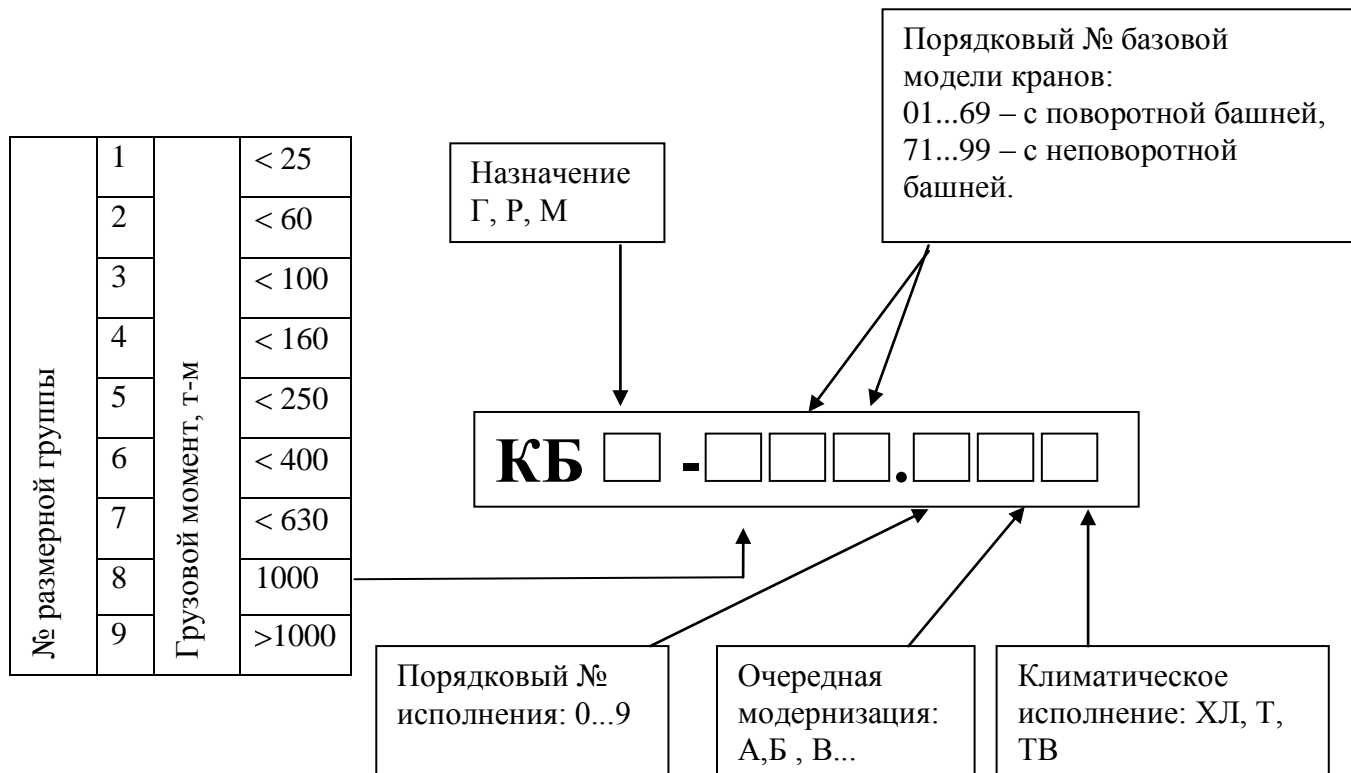 Порядковый № базовой
модели кранов:
01...69 – с поворотной башней,
71...99 – с неповоротной
башней.
Назначение
Г, Р, М
№ размерной группы
Грузовой момент, т-м
1 < 25
2 < 60
3 < 100
4 < 160
5 < 250
6 < 400
7 < 630
8 1000
9 >1000
КБ - .
Порядковый №
исполнения: 0...9
Очередная
модернизация:
А,Б , В...
Климатическое
исполнение: ХЛ, Т,
ТВ